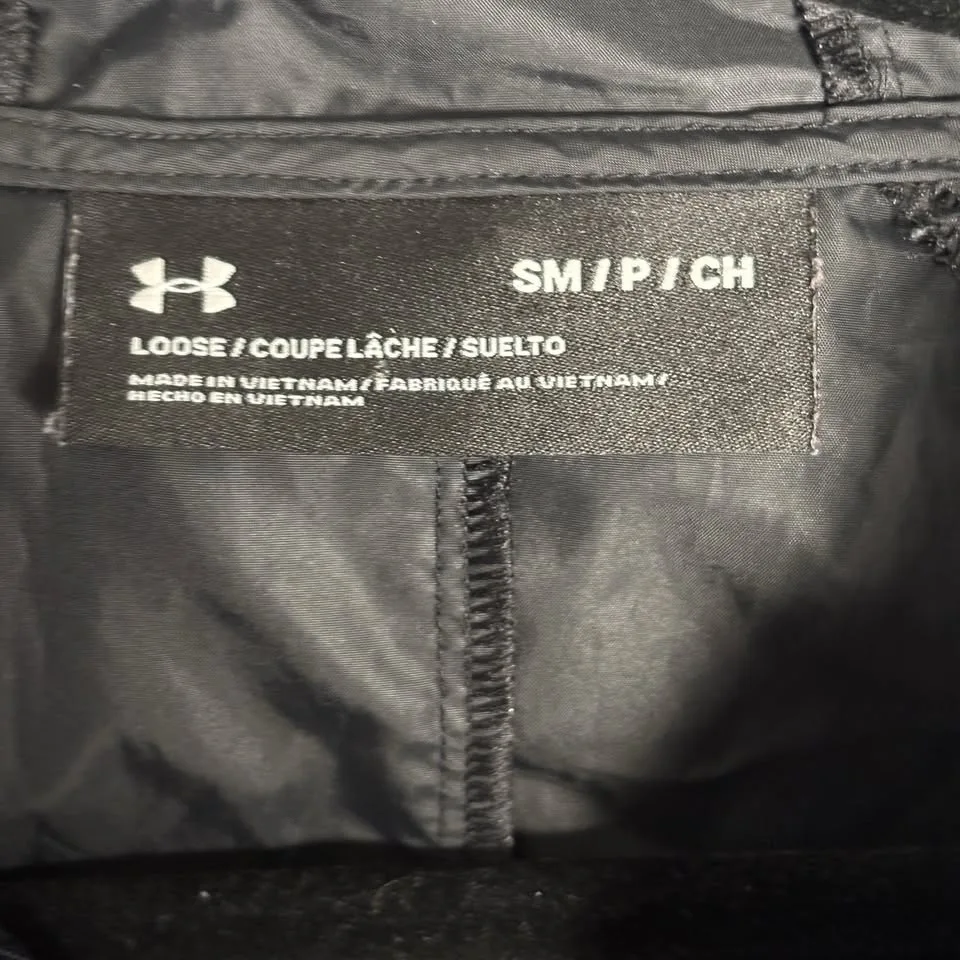 SM / P / CH
LOOSE / COUPE LÂCHE / SUELTO
MADE IN VIETNAM / FABRIQUÉ AU VIETNAM /
HECHO EN VIETNAM